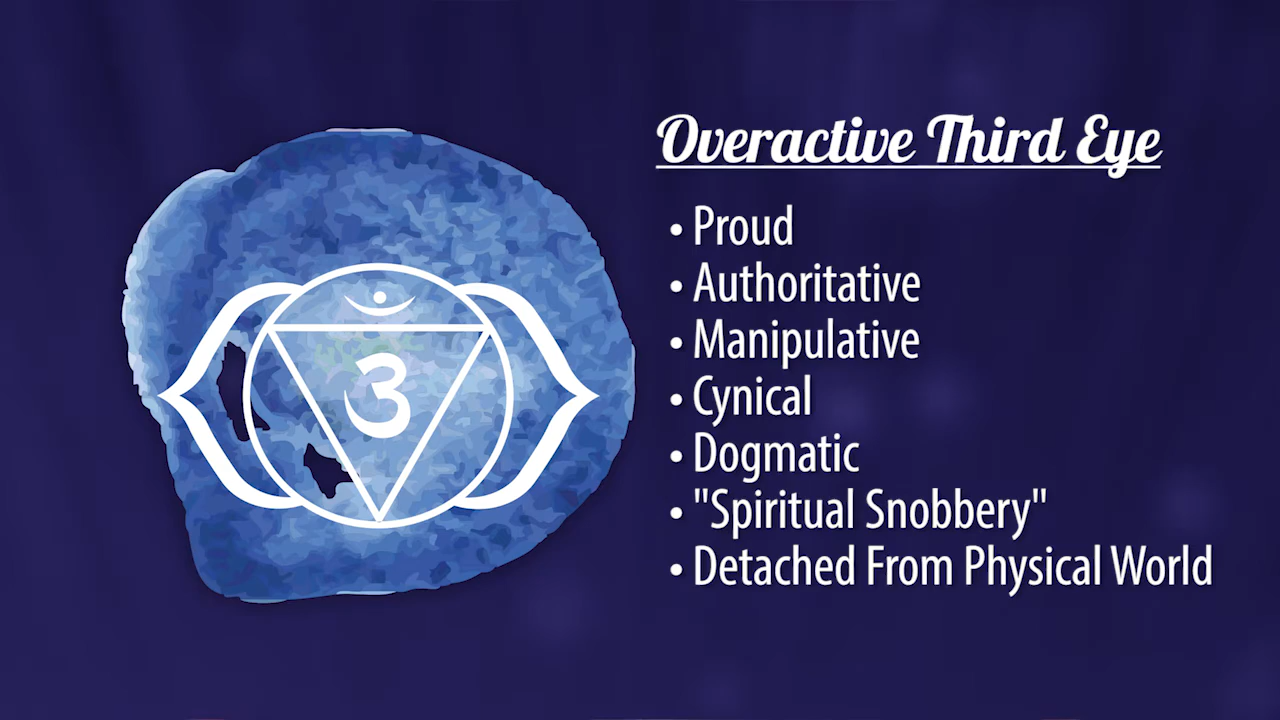 Overactive Third Eye
• Proud
• Authoritative
• Manipulative
• Cynical
• Dogmatic
• "Spiritual Snobbery"
• Detached From Physical World